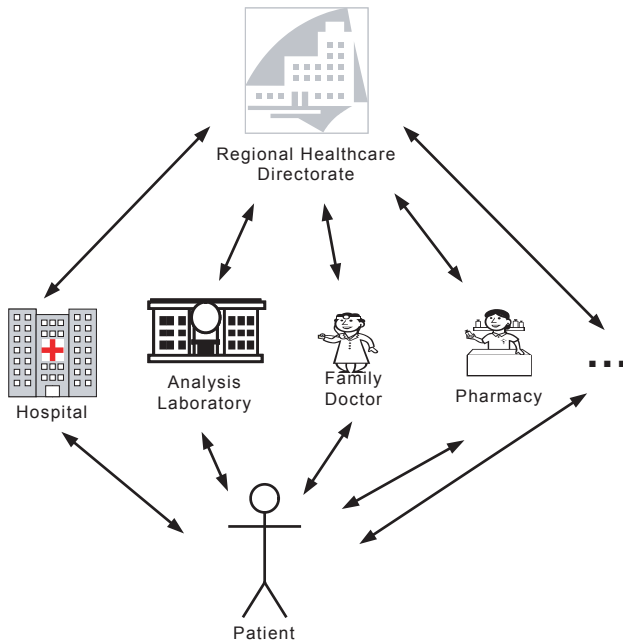 Regional Healthcare
Directorate
Hospital
Analysis
Laboratory
Family
Doctor
Pharmacy
...
Patient